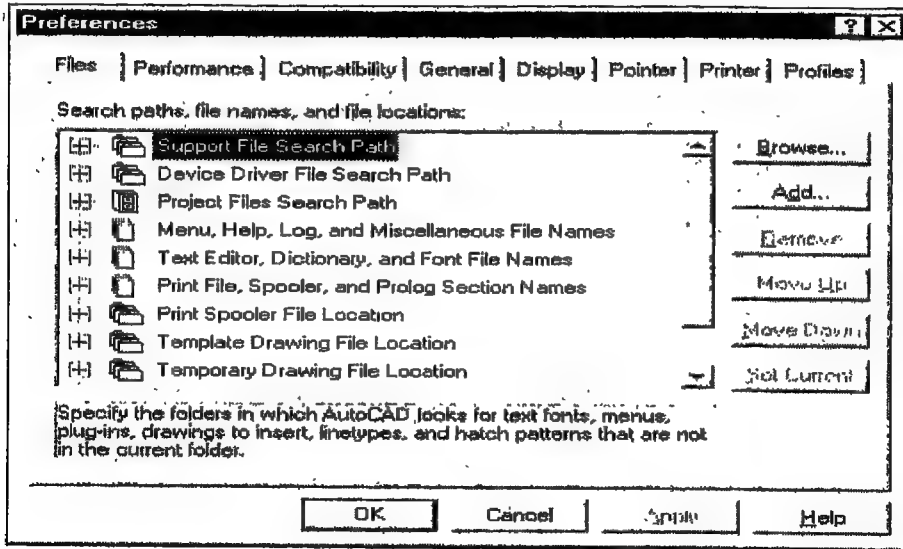 Preferences
Files Performance Compatibility General Display Pointer Printer Profiles
Search paths, file names, and file locations:
Support File Search Path
Device Driver File Search Path
Project Files Search Path
Menu, Help, Log, and Miscellaneous File Names
Text Editor, Dictionary, and Font File Names
Print File, Spooler, and Prolog Section Names
Print Spooler File Location
Template Drawing File Location
Temporary Drawing File Location
Browse...
Add...
Remove
Move Up
Move Down
Set Current
Specify the folders in which AutoCAD looks for text fonts, menus,
plug-ins, drawings to insert, linetypes, and hatch patterns that are not
in the current folder.
OK Cancel Apply Help